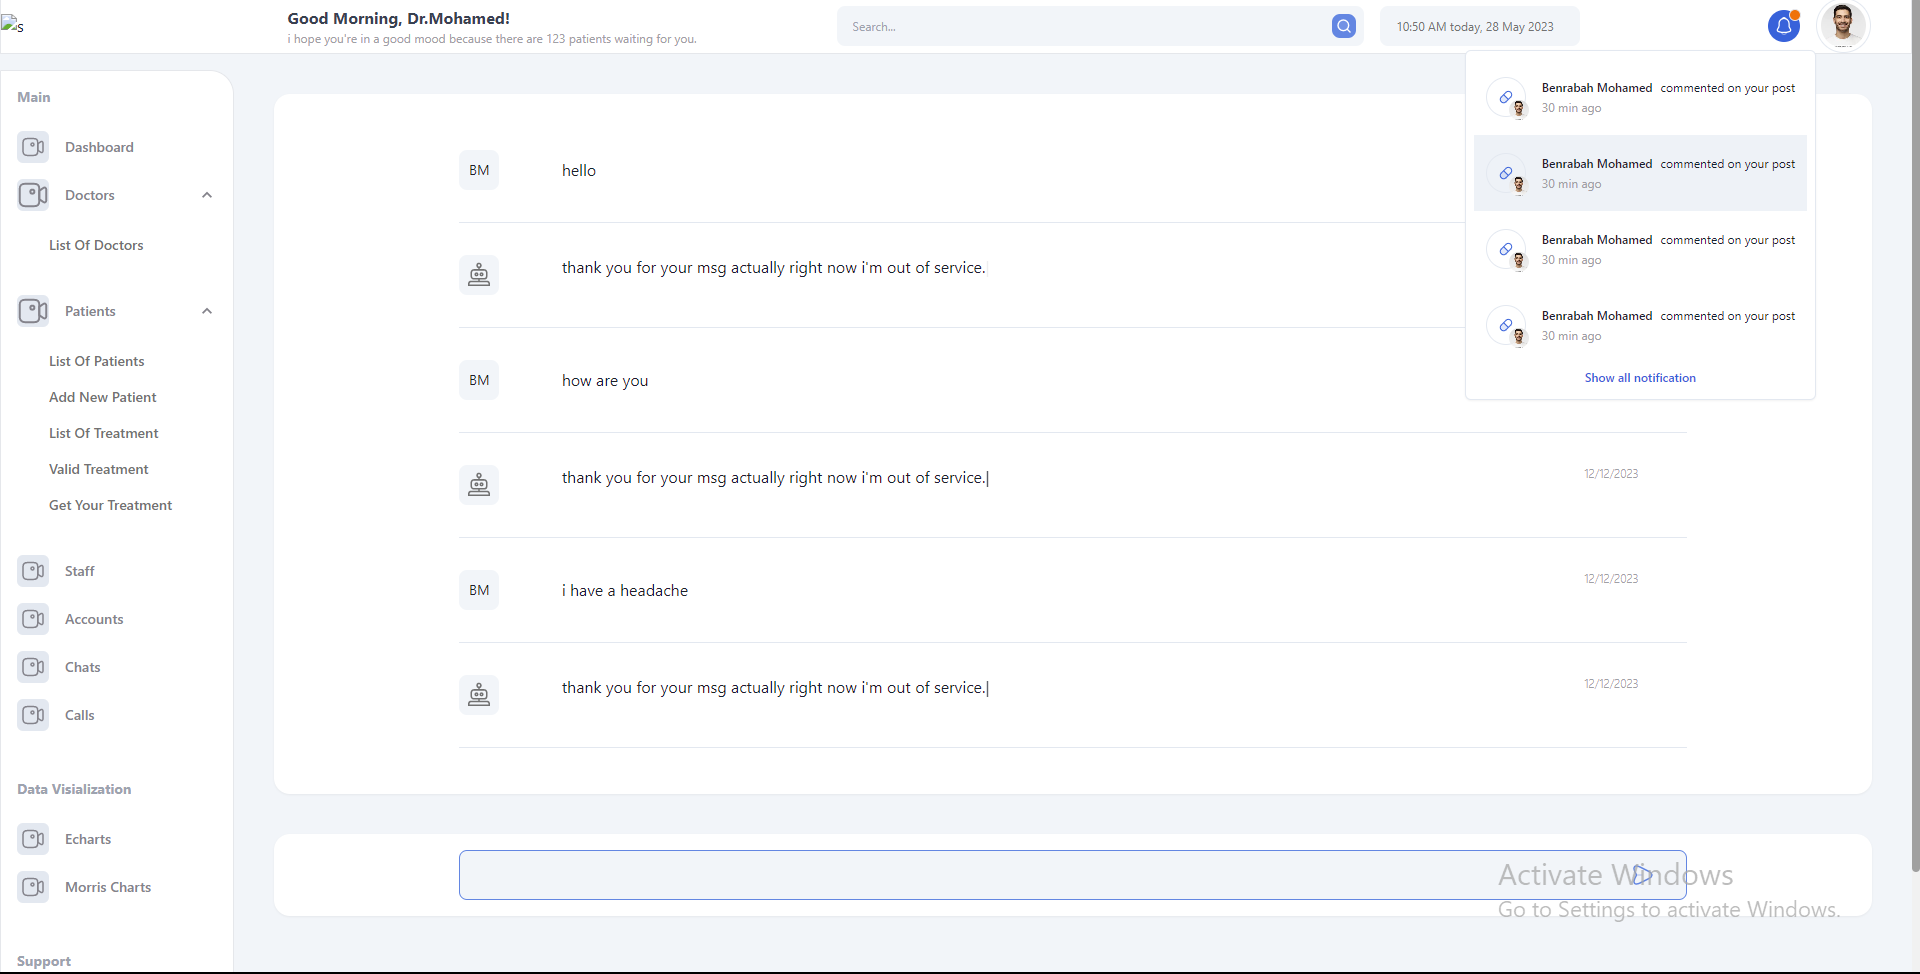 s
Good Morning, Dr.Mohamed!
i hope you're in a good mood because there are 123 patients waiting for you.
Search...
10:50 AM today, 28 May 2023
Main
Dashboard
Doctors
List Of Doctors
Patients
List Of Patients
Add New Patient
List Of Treatment
Valid Treatment
Get Your Treatment
Staff
Accounts
Chats
Calls
Data Visialization
Echarts
Morris Charts
Support
BM
hello
thank you for your msg actually right now i'm out of service.
BM
how are you
thank you for your msg actually right now i'm out of service.|
12/12/2023
BM
i have a headache
12/12/2023
thank you for your msg actually right now i'm out of service.|
12/12/2023
Benrabah Mohamed commented on your post
30 min ago
Benrabah Mohamed commented on your post
30 min ago
Benrabah Mohamed commented on your post
30 min ago
Benrabah Mohamed commented on your post
30 min ago
Show all notification
Activate Windows
Go to Settings to activate Windows.